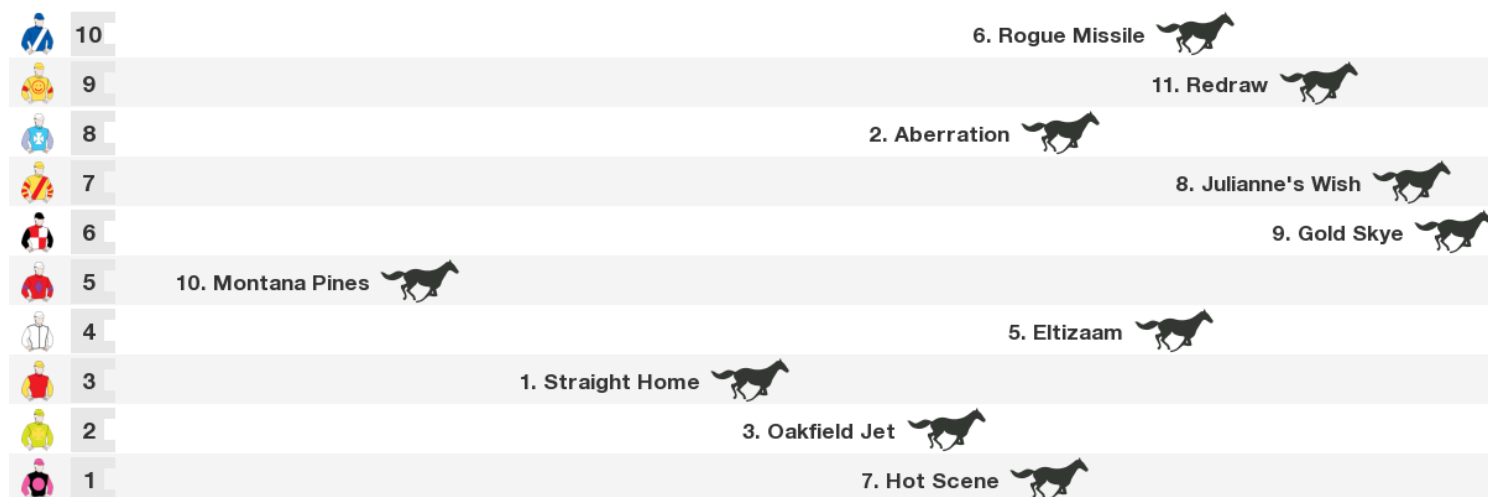 10 6. Rogue Missile
9 11. Redraw
8 2. Aberration
7 8. Julianne's Wish
6 9. Gold Skye
5 10. Montana Pines
4 5. Eltizaam
3 1. Straight Home
2 3. Oakfield Jet
1 7. Hot Scene